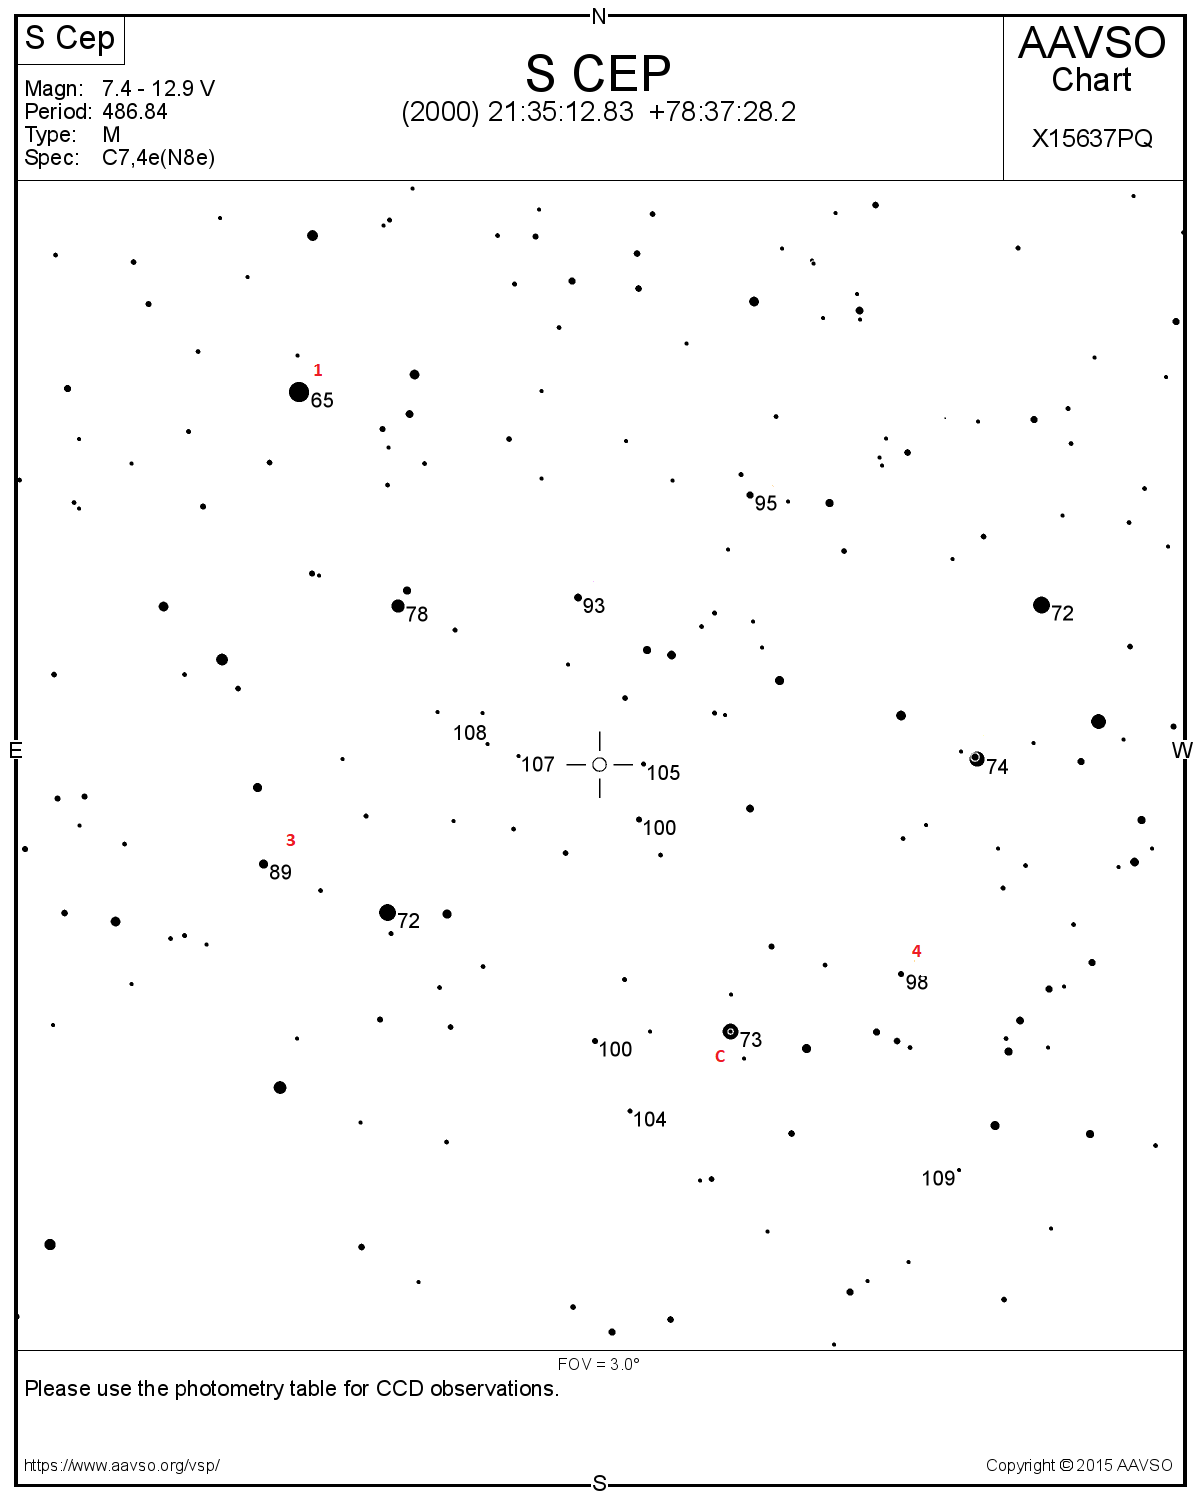 N
S Cep
Magn: 7.4 - 12.9 V
Period: 486.84
Type: M
Spec: C7,4e(N8e)
S CEP
(2000) 21:35:12.83 +78:37:28.2
AAVSO
Chart
X15637PQ
1
65
95
78
93
72
108
107
105
74
E
W
100
3
89
72
4
98
100
73
C
104
109
FOV = 3.0°
Please use the photometry table for CCD observations.
https://www.aavso.org/vsp/
Copyright © 2015 AAVSO
S